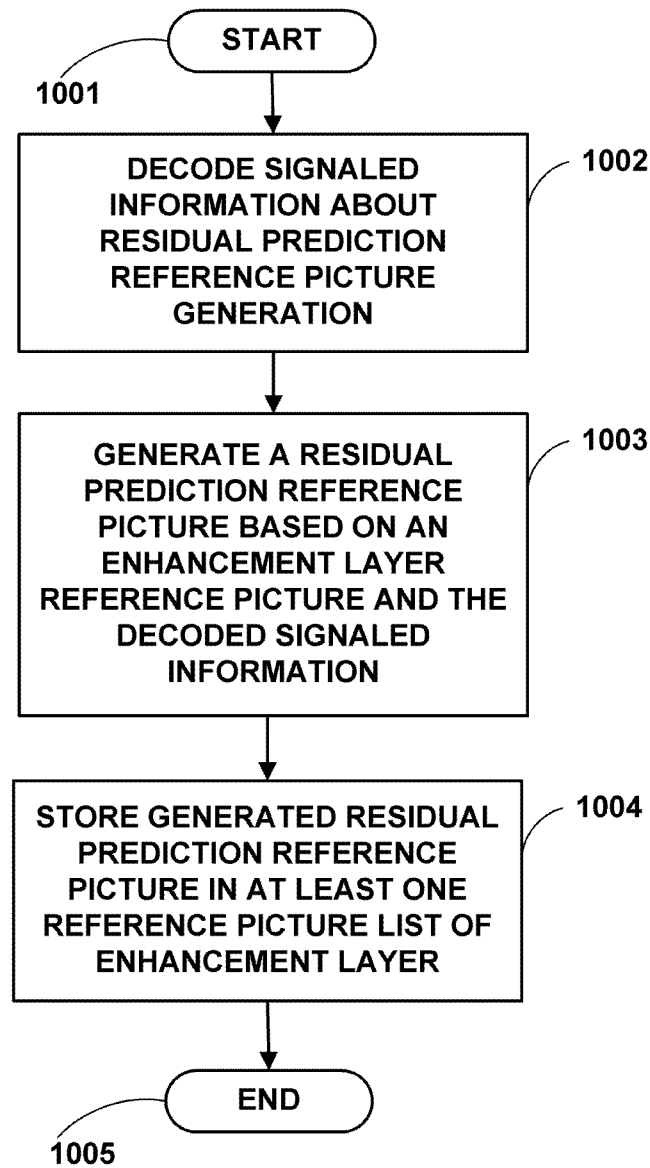 START
1001
DECODE SIGNALED
INFORMATION ABOUT
RESIDUAL PREDICTION
REFERENCE PICTURE
GENERATION
1002
GENERATE A RESIDUAL
PREDICTION REFERENCE
PICTURE BASED ON AN
ENHANCEMENT LAYER
REFERENCE PICTURE AND THE
DECODED SIGNALED
INFORMATION
1003
STORE GENERATED RESIDUAL
PREDICTION REFERENCE
PICTURE IN AT LEAST ONE
REFERENCE PICTURE LIST OF
ENHANCEMENT LAYER
1004
END
1005